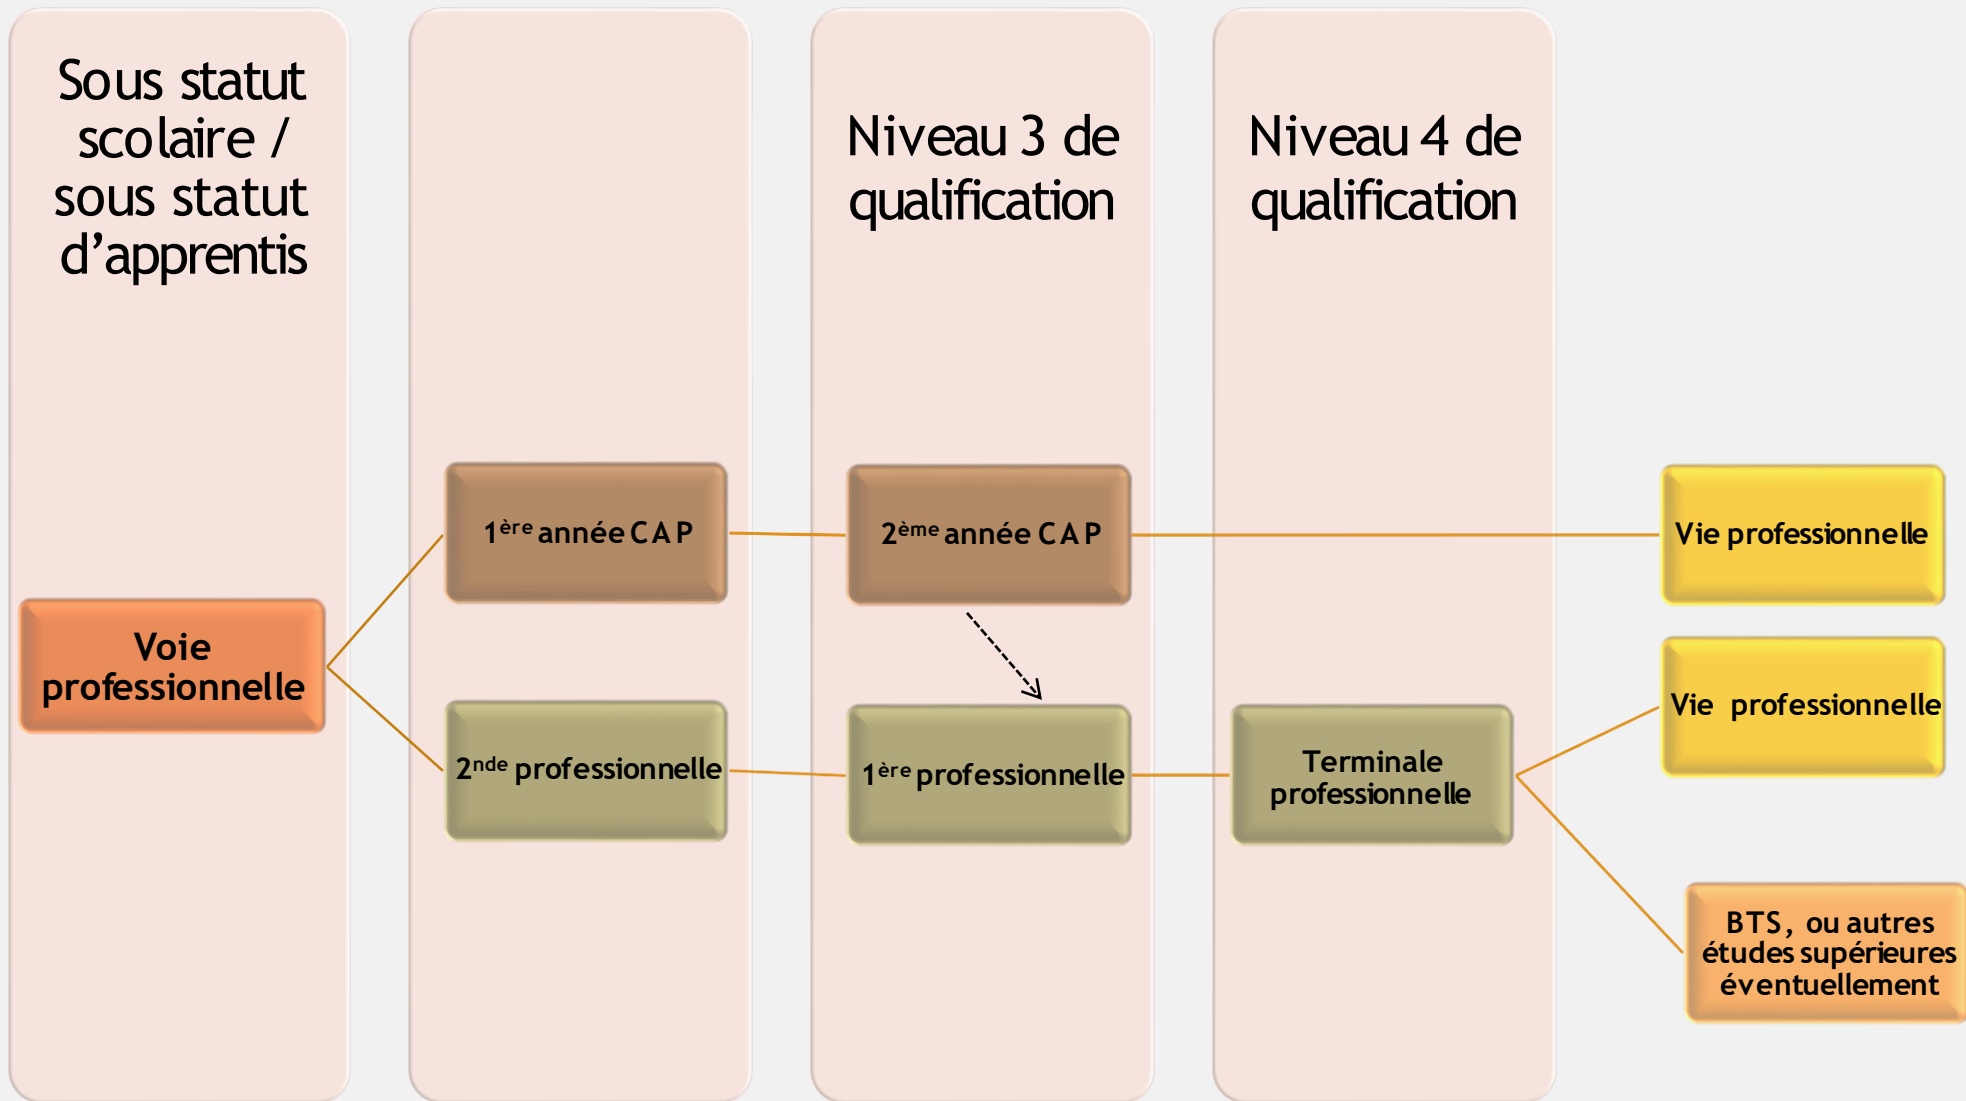 Sous statut
scolaire /
sous statut
d’apprentis
Niveau 3 de
qualification
Niveau 4 de
qualification
Voie
professionnelle
1ère année CAP
2ème année CAP
Vie professionnelle
2nde professionnelle
1ère professionnelle
Terminale
professionnelle
Vie professionnelle
BTS, ou autres
études supérieures
éventuellement